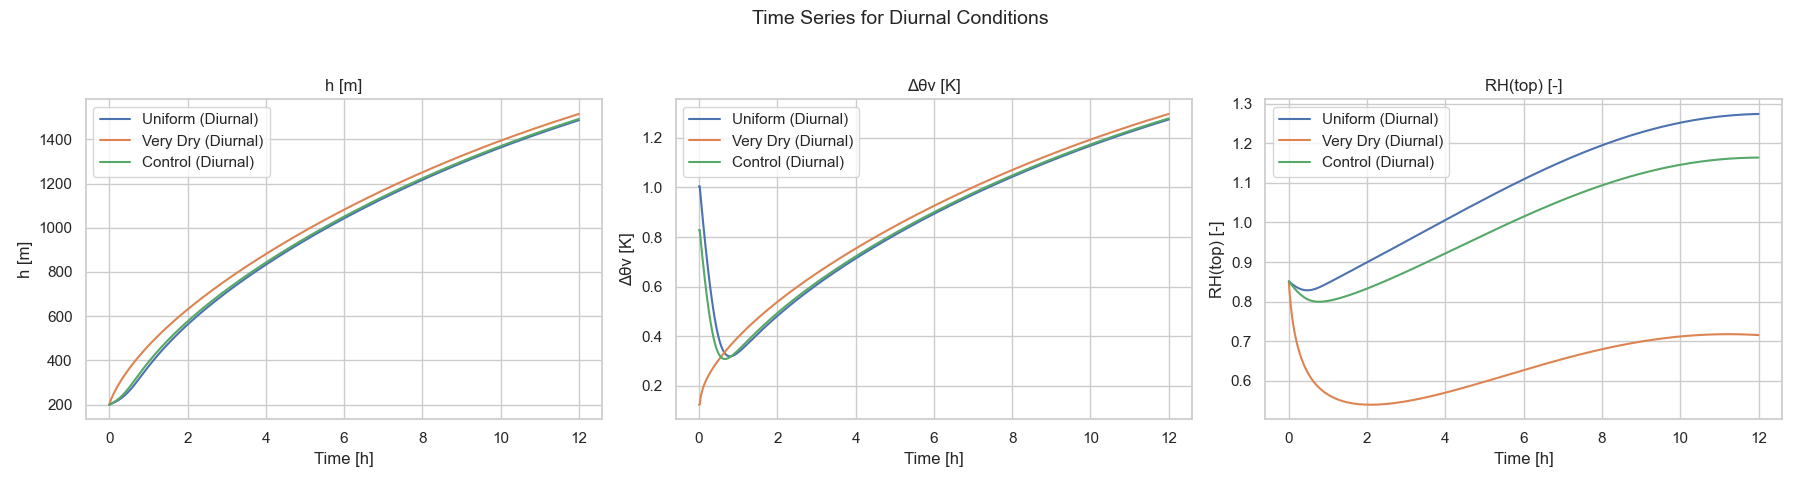 Time Series for Diurnal Conditions
h [m]
Uniform (Diurnal)
Very Dry (Diurnal)
Control (Diurnal)
1400
1200
1000
800
600
400
200
h [m]
0 2 4 6 8 10 12
Time [h]
Δθv [K]
Uniform (Diurnal)
Very Dry (Diurnal)
Control (Diurnal)
1.2
1.0
0.8
0.6
0.4
0.2
Δθv [K]
0 2 4 6 8 10 12
Time [h]
RH(top) [-]
Uniform (Diurnal)
Very Dry (Diurnal)
Control (Diurnal)
1.3
1.2
1.1
1.0
0.9
0.8
0.7
0.6
RH(top) [-]
0 2 4 6 8 10 12
Time [h]